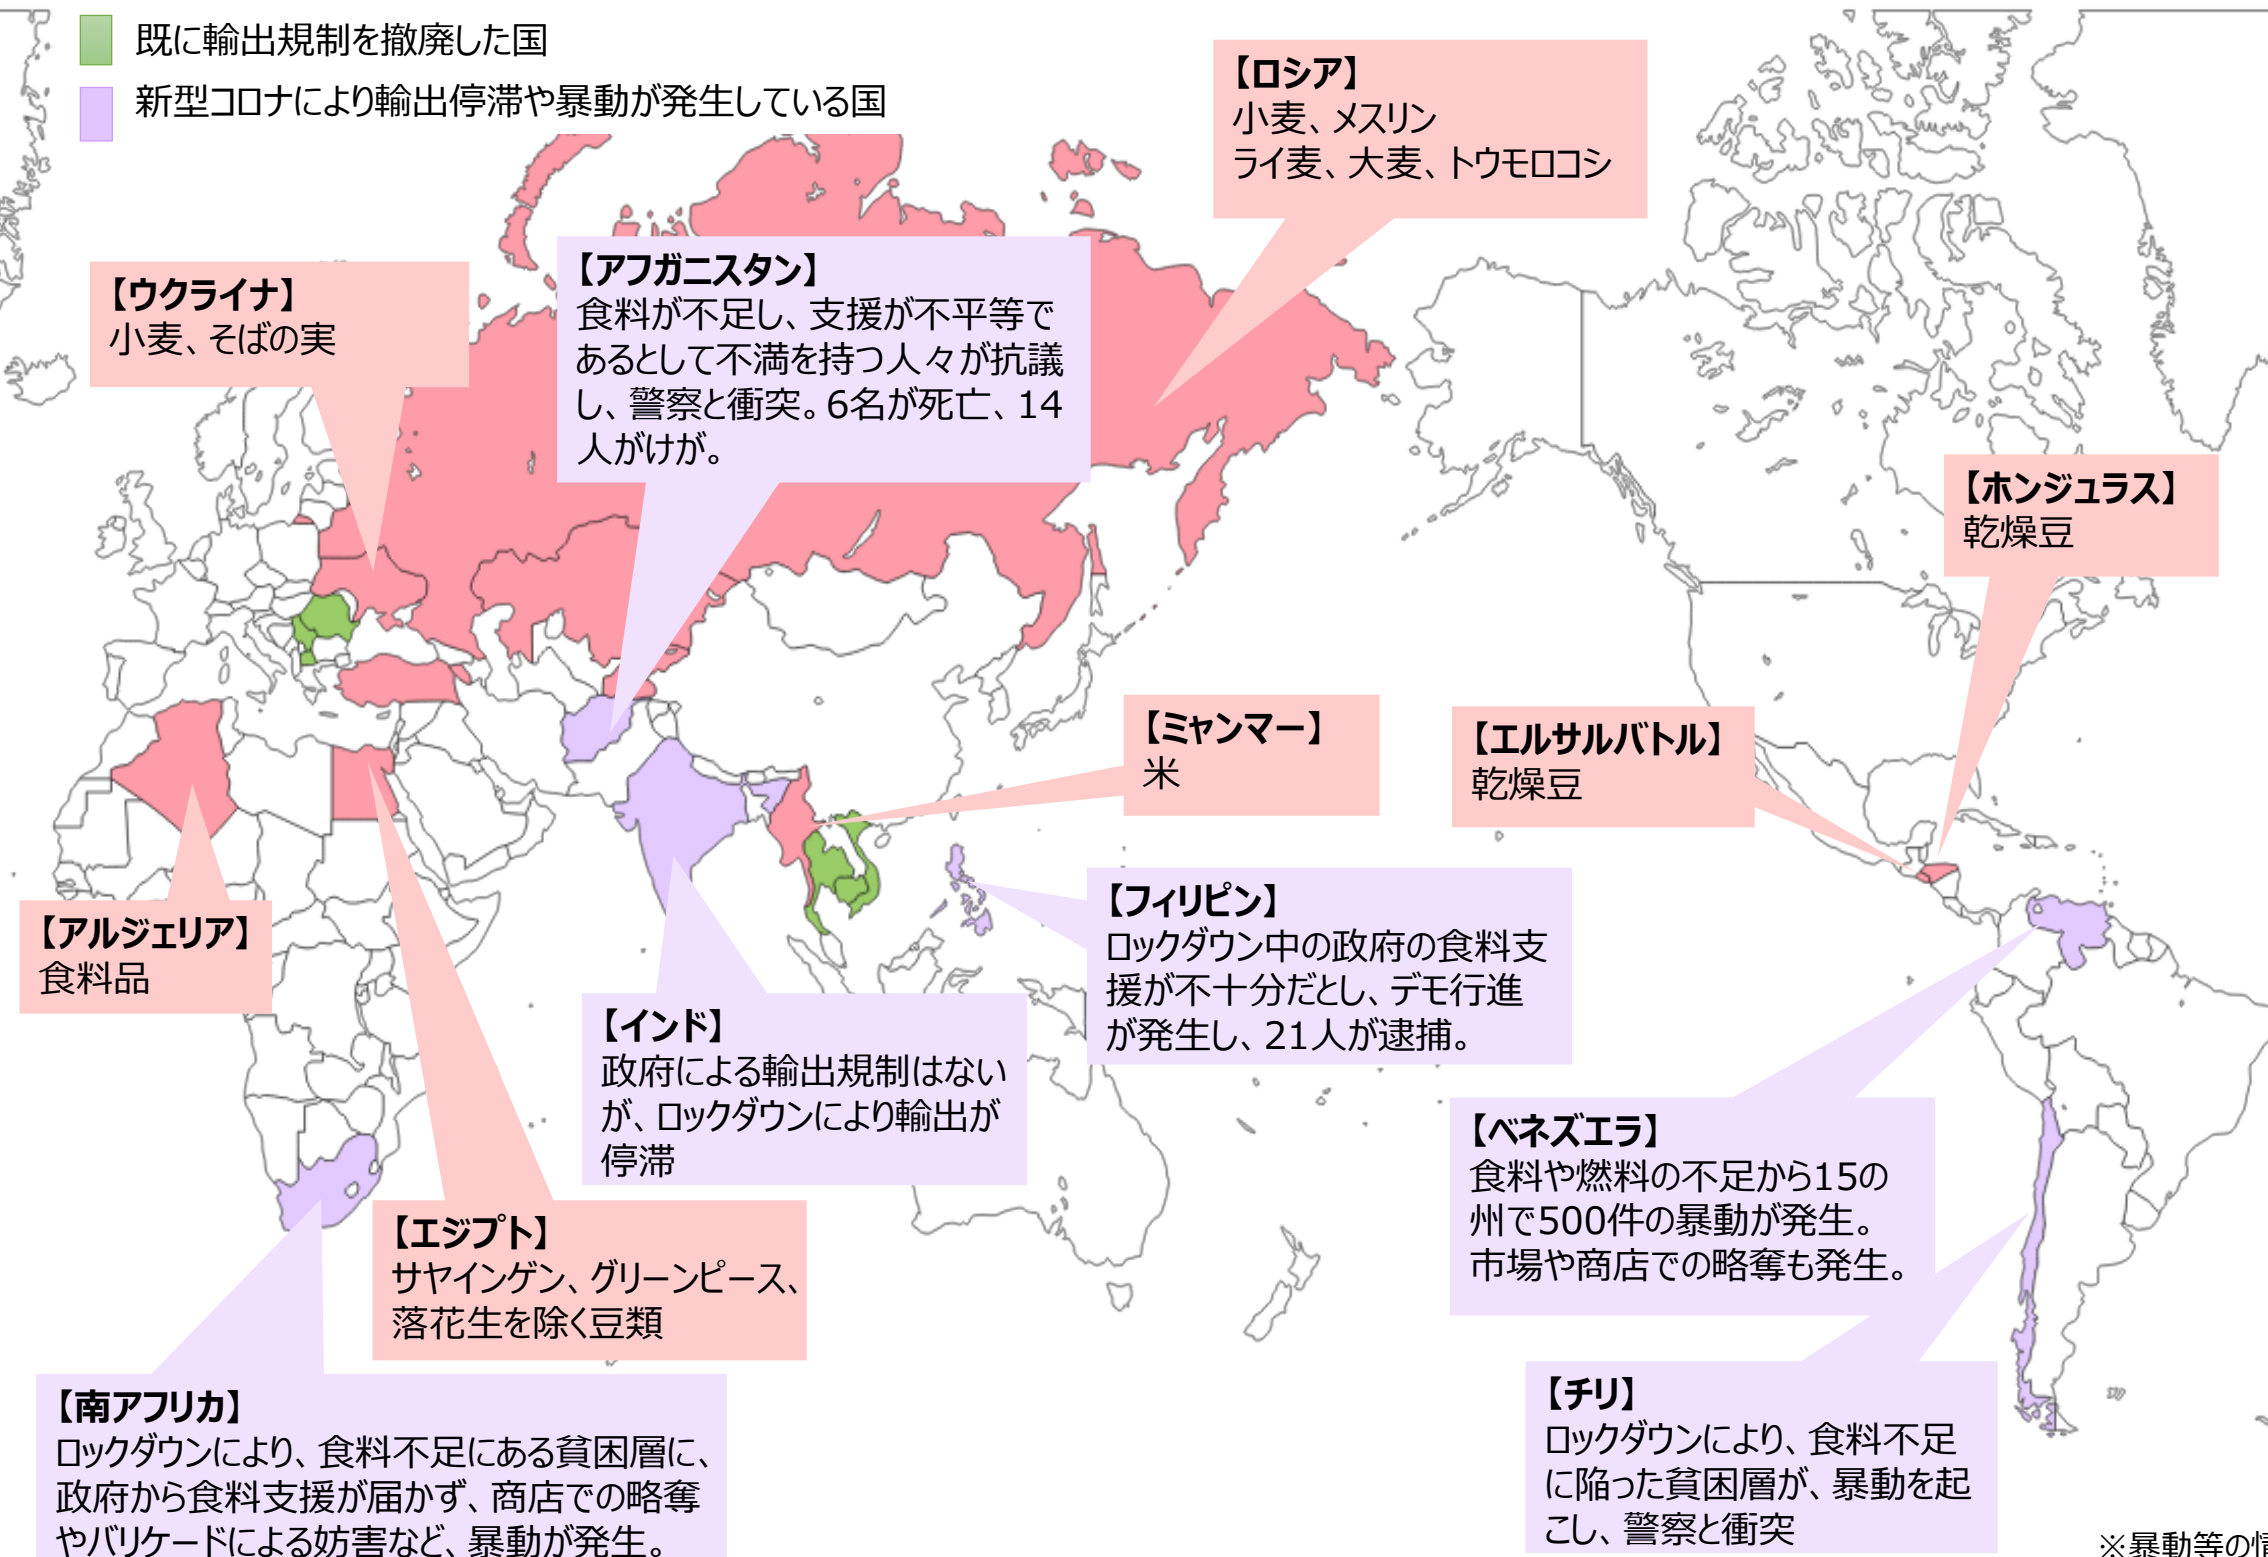 既に輸出規制を撤廃した国
新型コロナにより輸出停滞や暴動が発生している国
【ロシア】
小麦、メスリン
ライ麦、大麦、トウモロコシ
【ウクライナ】
小麦、そばの実
【アフガニスタン】
食料が不足し、支援が不平等で
あるとして不満を持つ人々が抗議
し、警察と衝突。6名が死亡、14
人がけが。
【ホンジュラス】
乾燥豆
【ミャンマー】
米
【エルサルバトル】
乾燥豆
【アルジェリア】
食料品
【フィリピン】
ロックダウン中の政府の食料支
援が不十分だとし、デモ行進
が発生し、21人が逮捕。
【インド】
政府による輸出規制はない
が、ロックダウンにより輸出が
停滞
【ベネズエラ】
食料や燃料の不足から15の
州で500件の暴動が発生。
市場や商店での略奪も発生。
【エジプト】
サヤインゲン、グリーンピース、
落花生を除く豆類
【南アフリカ】
ロックダウンにより、食料不足にある貧困層に、
政府から食料支援が届かず、商店での略奪
やバリケードによる妨害など、暴動が発生。
【チリ】
ロックダウンにより、食料不足
に陥った貧困層が、暴動を起
こし、警察と衝突
※暴動等の情